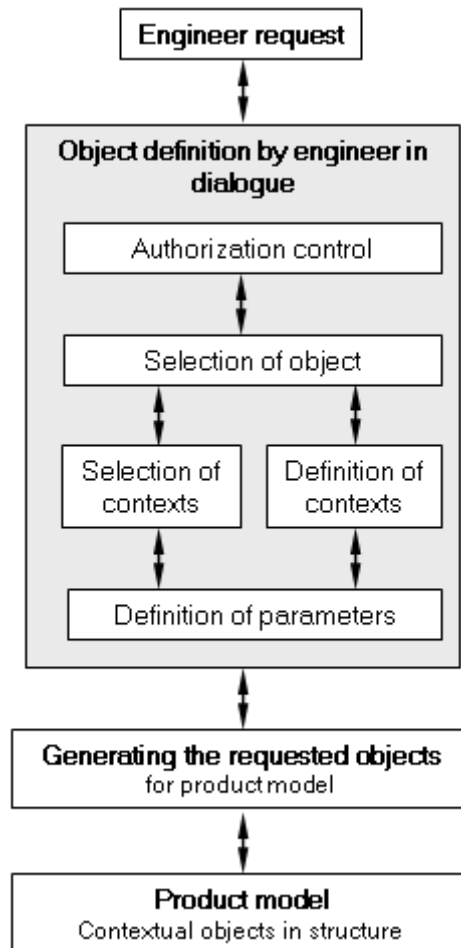 Engineer request
Object definition by engineer in
dialogue
Authorization control
Selection of object
Selection of
contexts
Definition of
contexts
Definition of parameters
Generating the requested objects
for product model
Product model
Contextual objects in structure